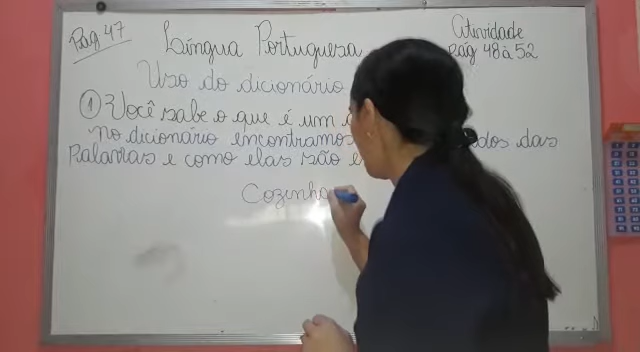 Pág 47
Língua Portuguesa
Atividade
pág 48 à 52
Uso do dicionário
① Você sabe o que é um
No dicionário encontramos das
Palavras e como elas são
Cozinha